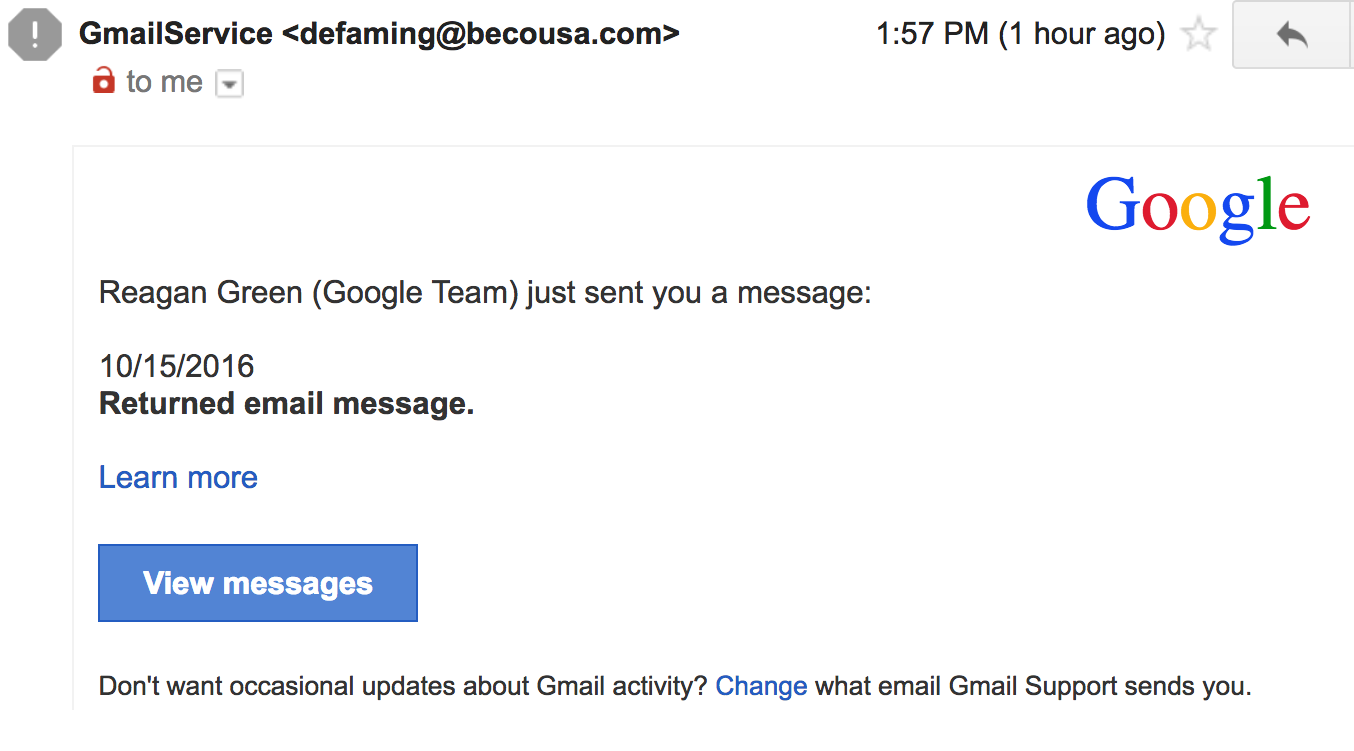 GmailService <defaming@becousa.com> 1:57 PM (1 hour ago)
to me
Google
Reagan Green (Google Team) just sent you a message:
10/15/2016
Returned email message.
Learn more
View messages
Don't want occasional updates about Gmail activity? Change what email Gmail Support sends you.